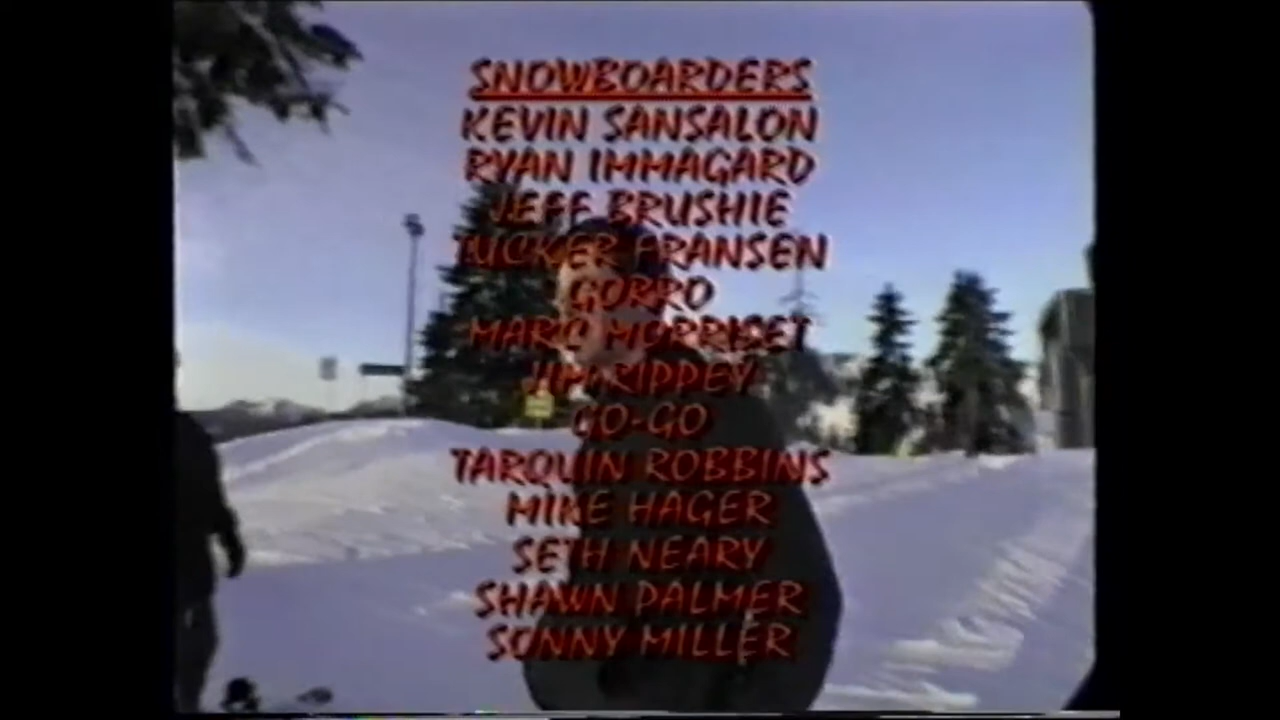 SNOWBOARDERS
KEVIN SANSALON
RYAN IMMAGARD
JEFF BRUSHIE
TUCKER FRANSEN
GORRO
MARC MORRISET
JIM RIPPEY
GO-GO
TARQUIN ROBBINS
MIKE HAGER
SETH NEARY
SHAWN PALMER
SONNY MILLER